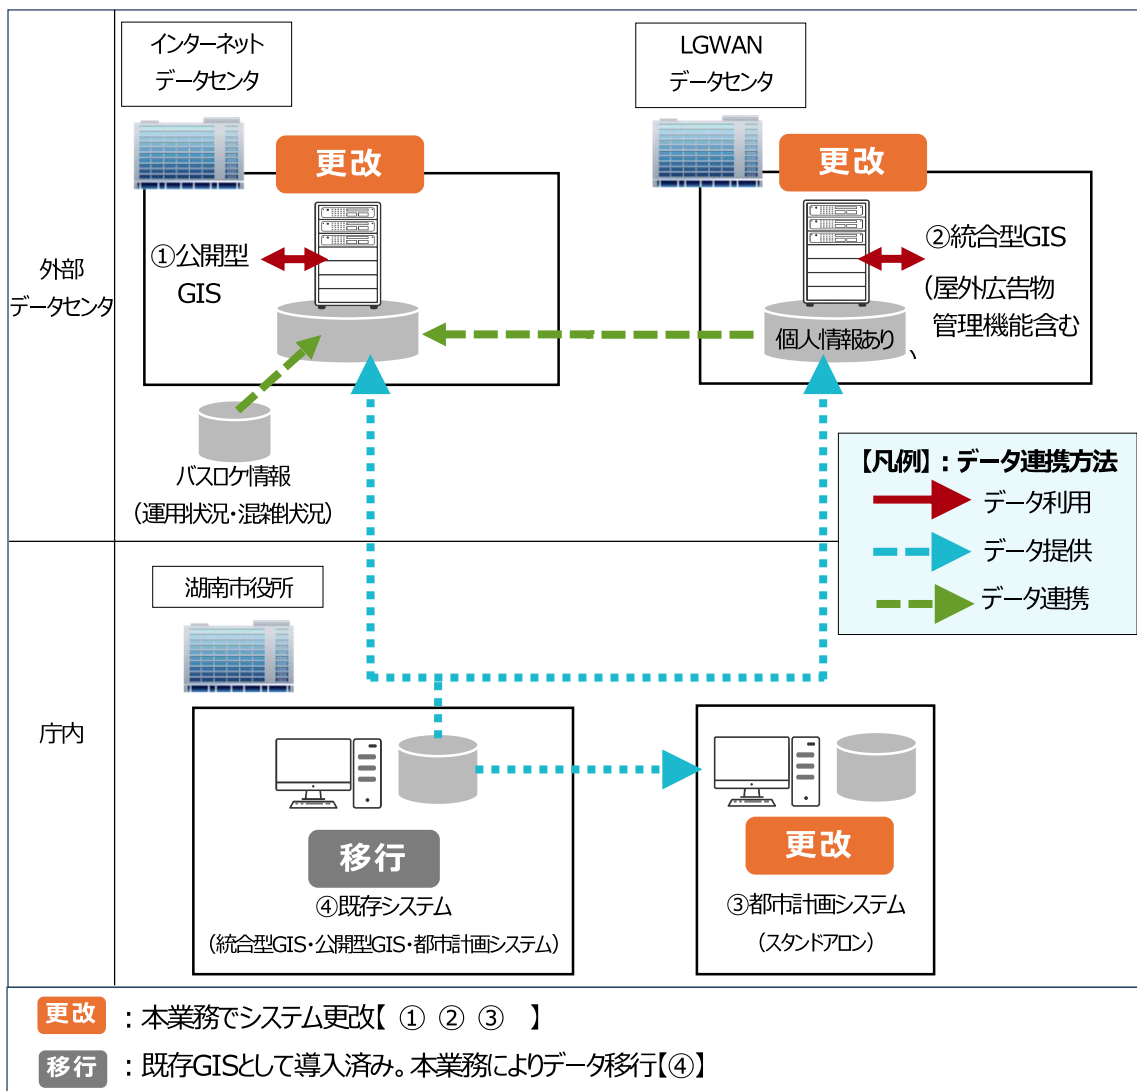 インターネット
データセンタ
LGWAN
データセンタ
更改
更改
①公開型
GIS
②統合型GIS
（屋外広告物
管理機能含む
）
個人情報あり
外部
データセンタ
バスロケ情報
（運用状況・混雑状況）
【凡例】：データ連携方法
データ利用
データ提供
データ連携
湖南市役所
庁内
移行
④既存システム
（統合型GIS・公開型GIS・都市計画システム）
更改
③都市計画システム
（スタンドアロン）
更改 ：本業務でシステム更改【 ① ② ③ 】
移行 ：既存GISとして導入済み。本業務によりデータ移行【④】